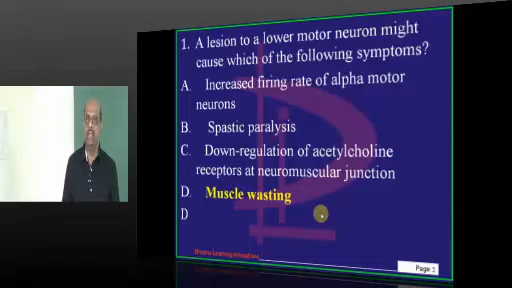 1. A lesion to a lower motor neuron might
cause which of the following symptoms?
A. Increased firing rate of alpha motor
neurons
B. Spastic paralysis
C. Down-regulation of acetylcholine
receptors at neuromuscular junction
D. Muscle wasting
D
Page 1